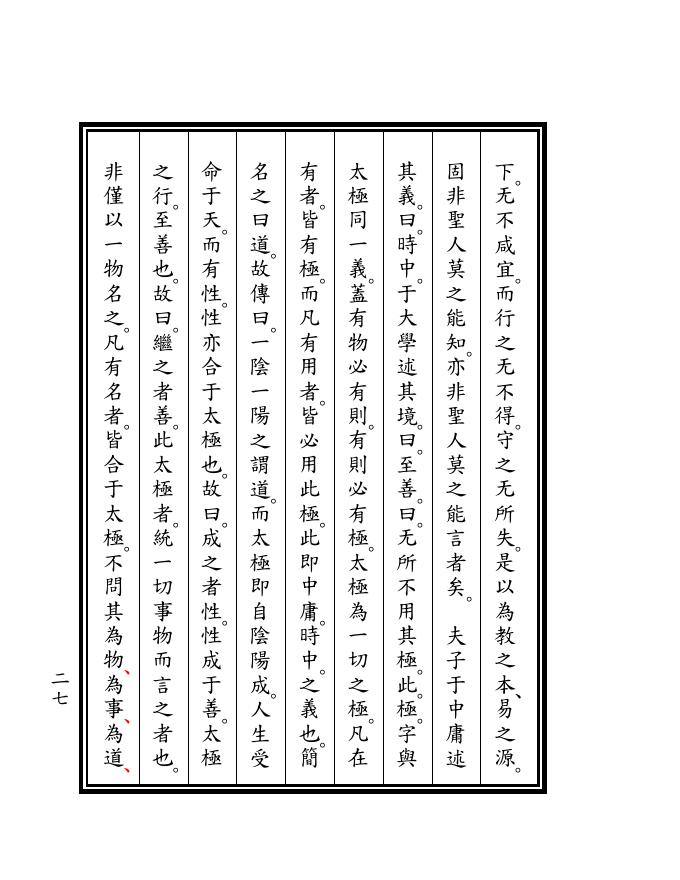 下。无不咸宜。而行之无不得。守之无所失。是以為教之本、易之源。
固非聖人莫之能知。亦非聖人莫之能言者矣。　夫子于中庸述
其義。曰。時中。于大學述其境。曰。至善。曰。无所不用其極。此。極。字與
太極同一義。蓋有物必有則。有則必有極。太極為一切之極。凡在
有者。皆有極。而凡有用者。皆必用此極。此即中庸。時中。之義也。簡
名之曰道。故傳曰。一陰一陽之謂道。而太極即自陰陽成。人生受
命于天。而有性。性亦合于太極也。故曰。成之者性。性成于善。太極
之行。至善也。故曰。繼之者善。此太極者。統一切事物而言之者也。
非僅以一物名之。凡有名者。皆合于太極。不問其為物、為事、為道、
二七